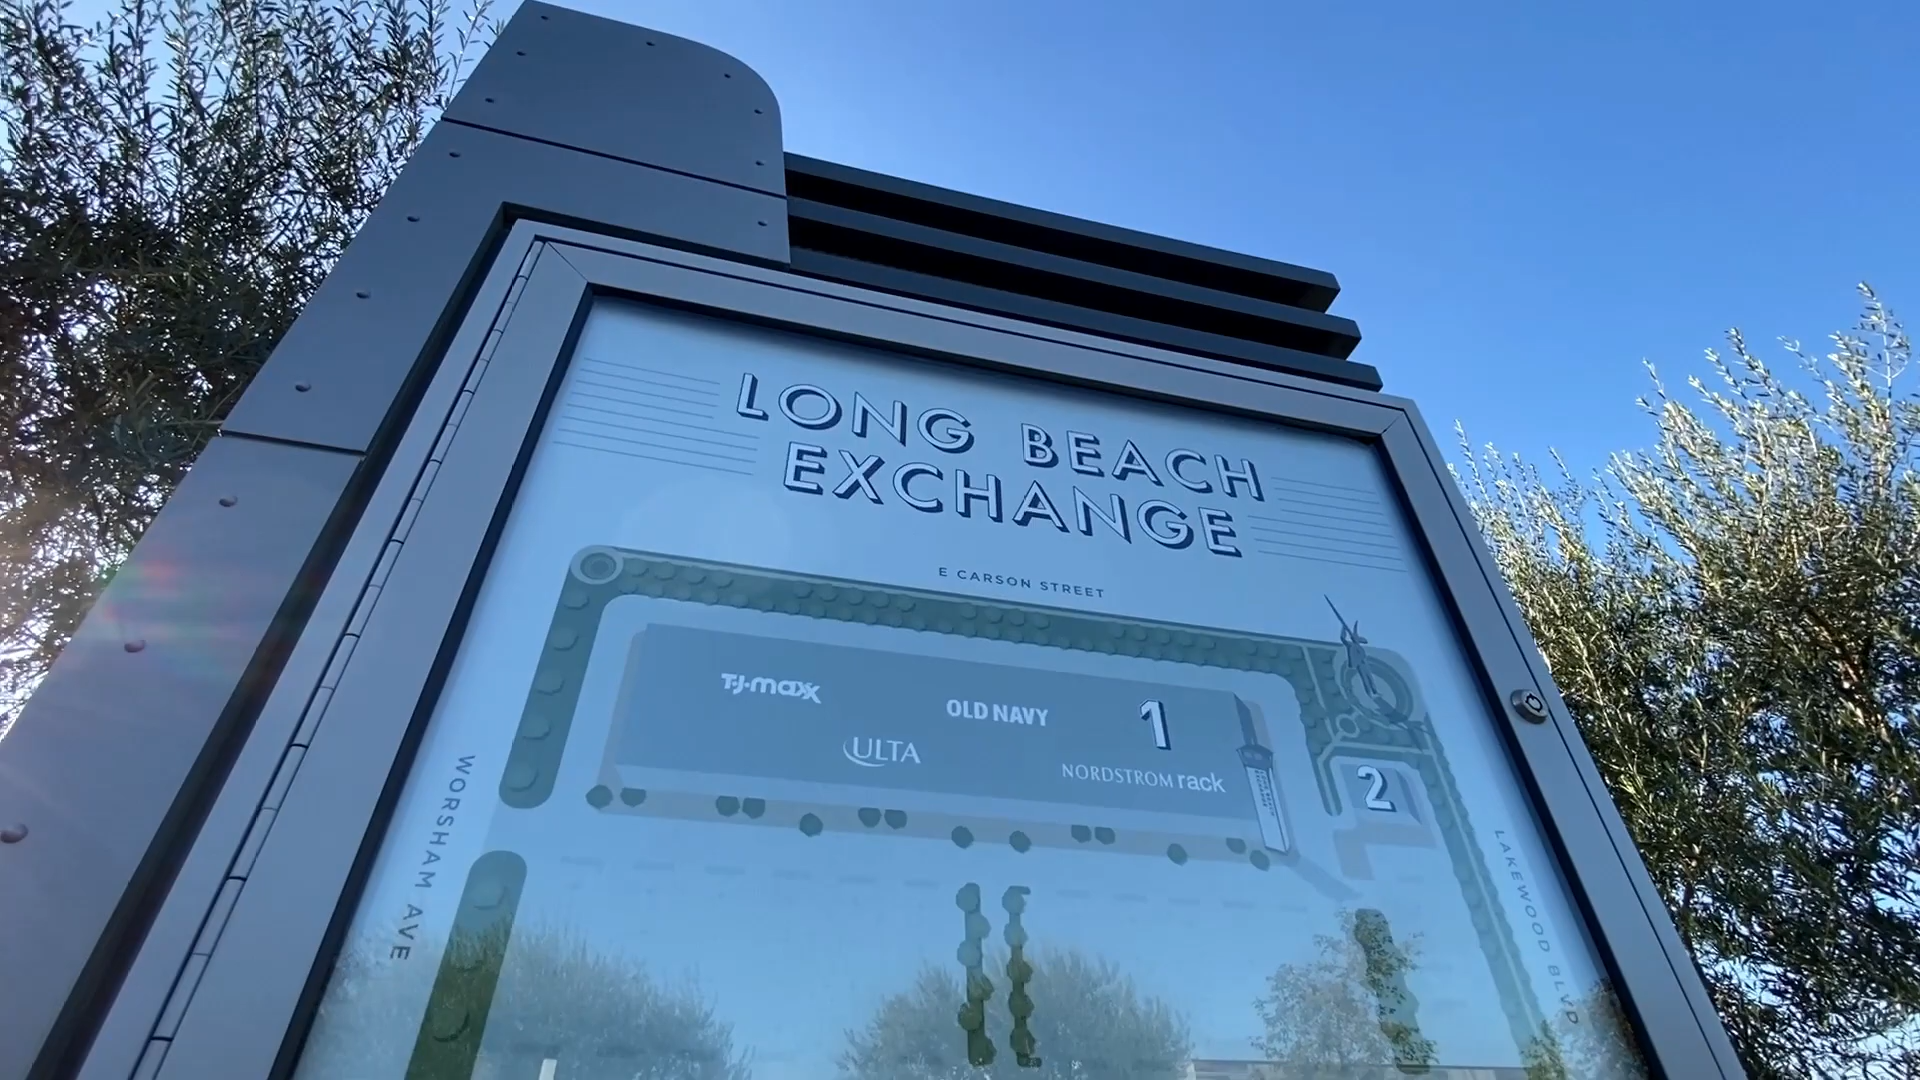 LONG BEACH
EXCHANGE
E CARSON STREET
T·J·maxx
OLD NAVY
1
ULTA
NORDSTROM rack
2
WORSHAM AVE
LAKEWOOD BLVD